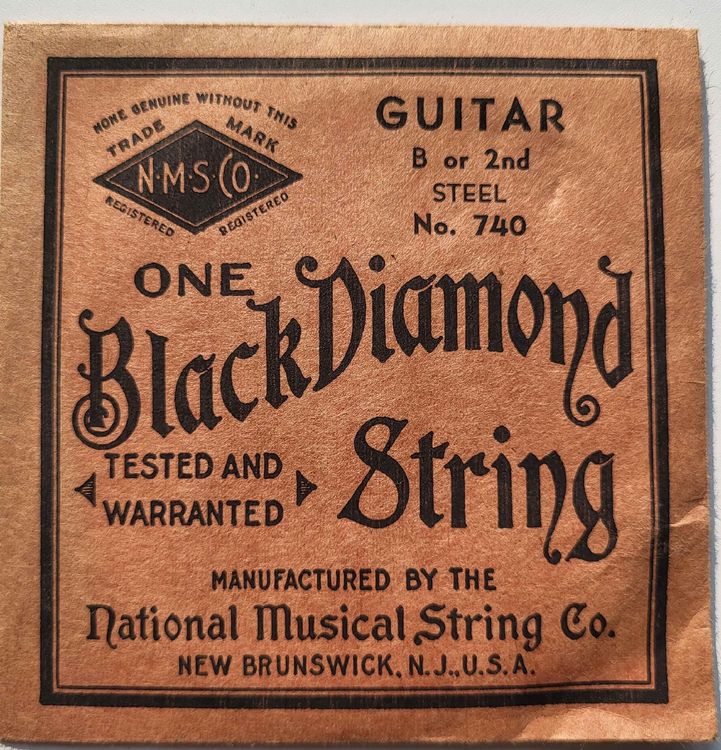 NONE GENUINE WITHOUT THIS
TRADE MARK
N·M·S·CO·
REGISTERED REGISTERED
GUITAR
B or 2nd
STEEL
No. 740
ONE
Black Diamond
String
TESTED AND
WARRANTED
MANUFACTURED BY THE
National Musical String Co.
NEW BRUNSWICK, N.J., U.S.A.